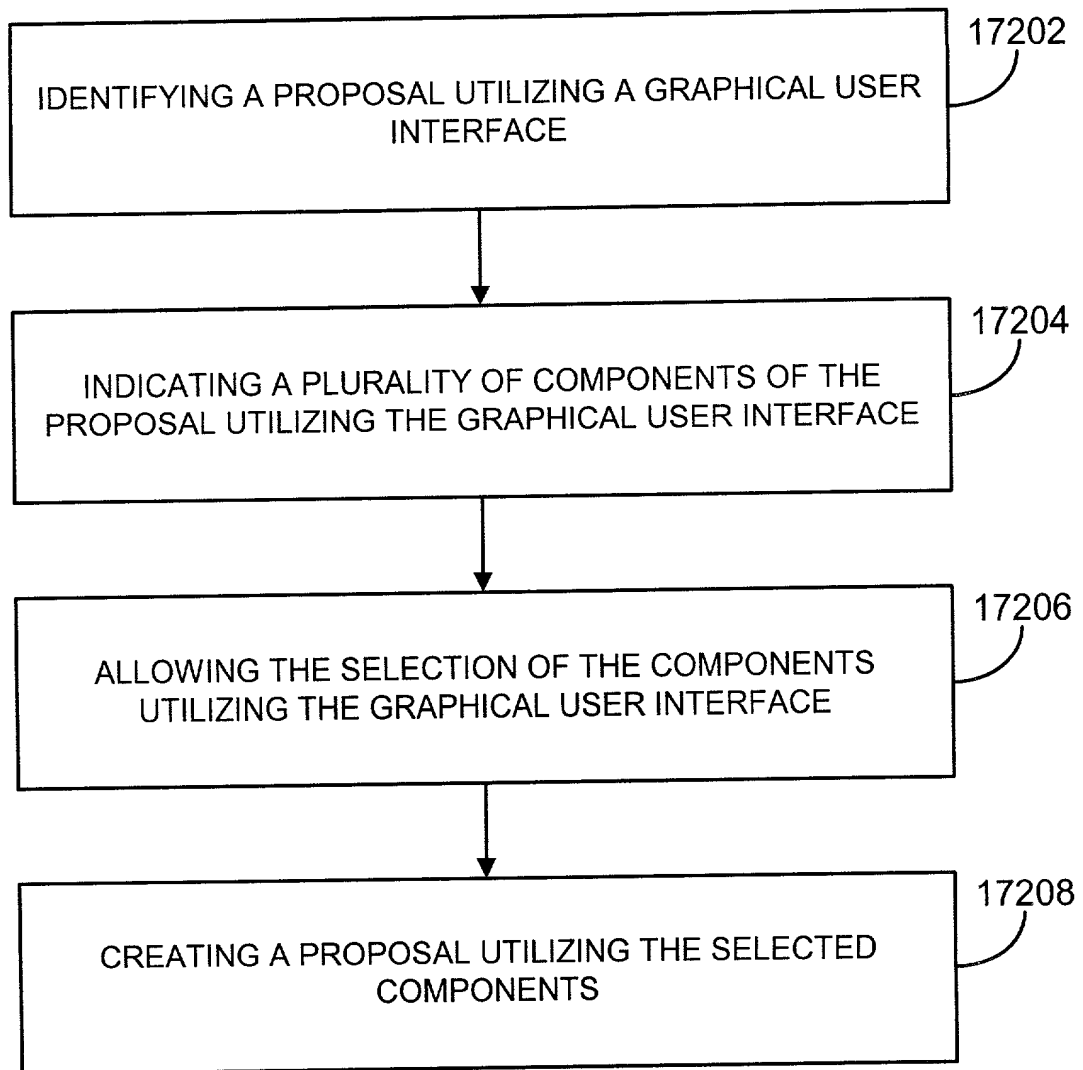 17202
IDENTIFYING A PROPOSAL UTILIZING A GRAPHICAL USER
INTERFACE
17204
INDICATING A PLURALITY OF COMPONENTS OF THE
PROPOSAL UTILIZING THE GRAPHICAL USER INTERFACE
17206
ALLOWING THE SELECTION OF THE COMPONENTS
UTILIZING THE GRAPHICAL USER INTERFACE
17208
CREATING A PROPOSAL UTILIZING THE SELECTED
COMPONENTS